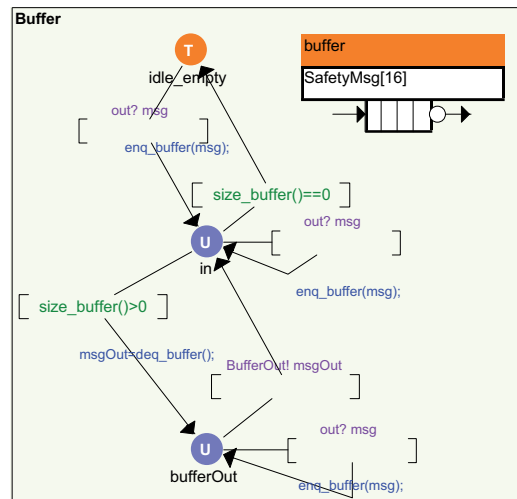 Buffer
T
idle_empty
buffer
SafetyMsg[16]
out? msg
enq_buffer(msg);
size_buffer()==0
out? msg
U
in
enq_buffer(msg);
size_buffer()>0
msgOut=deq_buffer();
BufferOut! msgOut
out? msg
U
bufferOut
enq_buffer(msg);